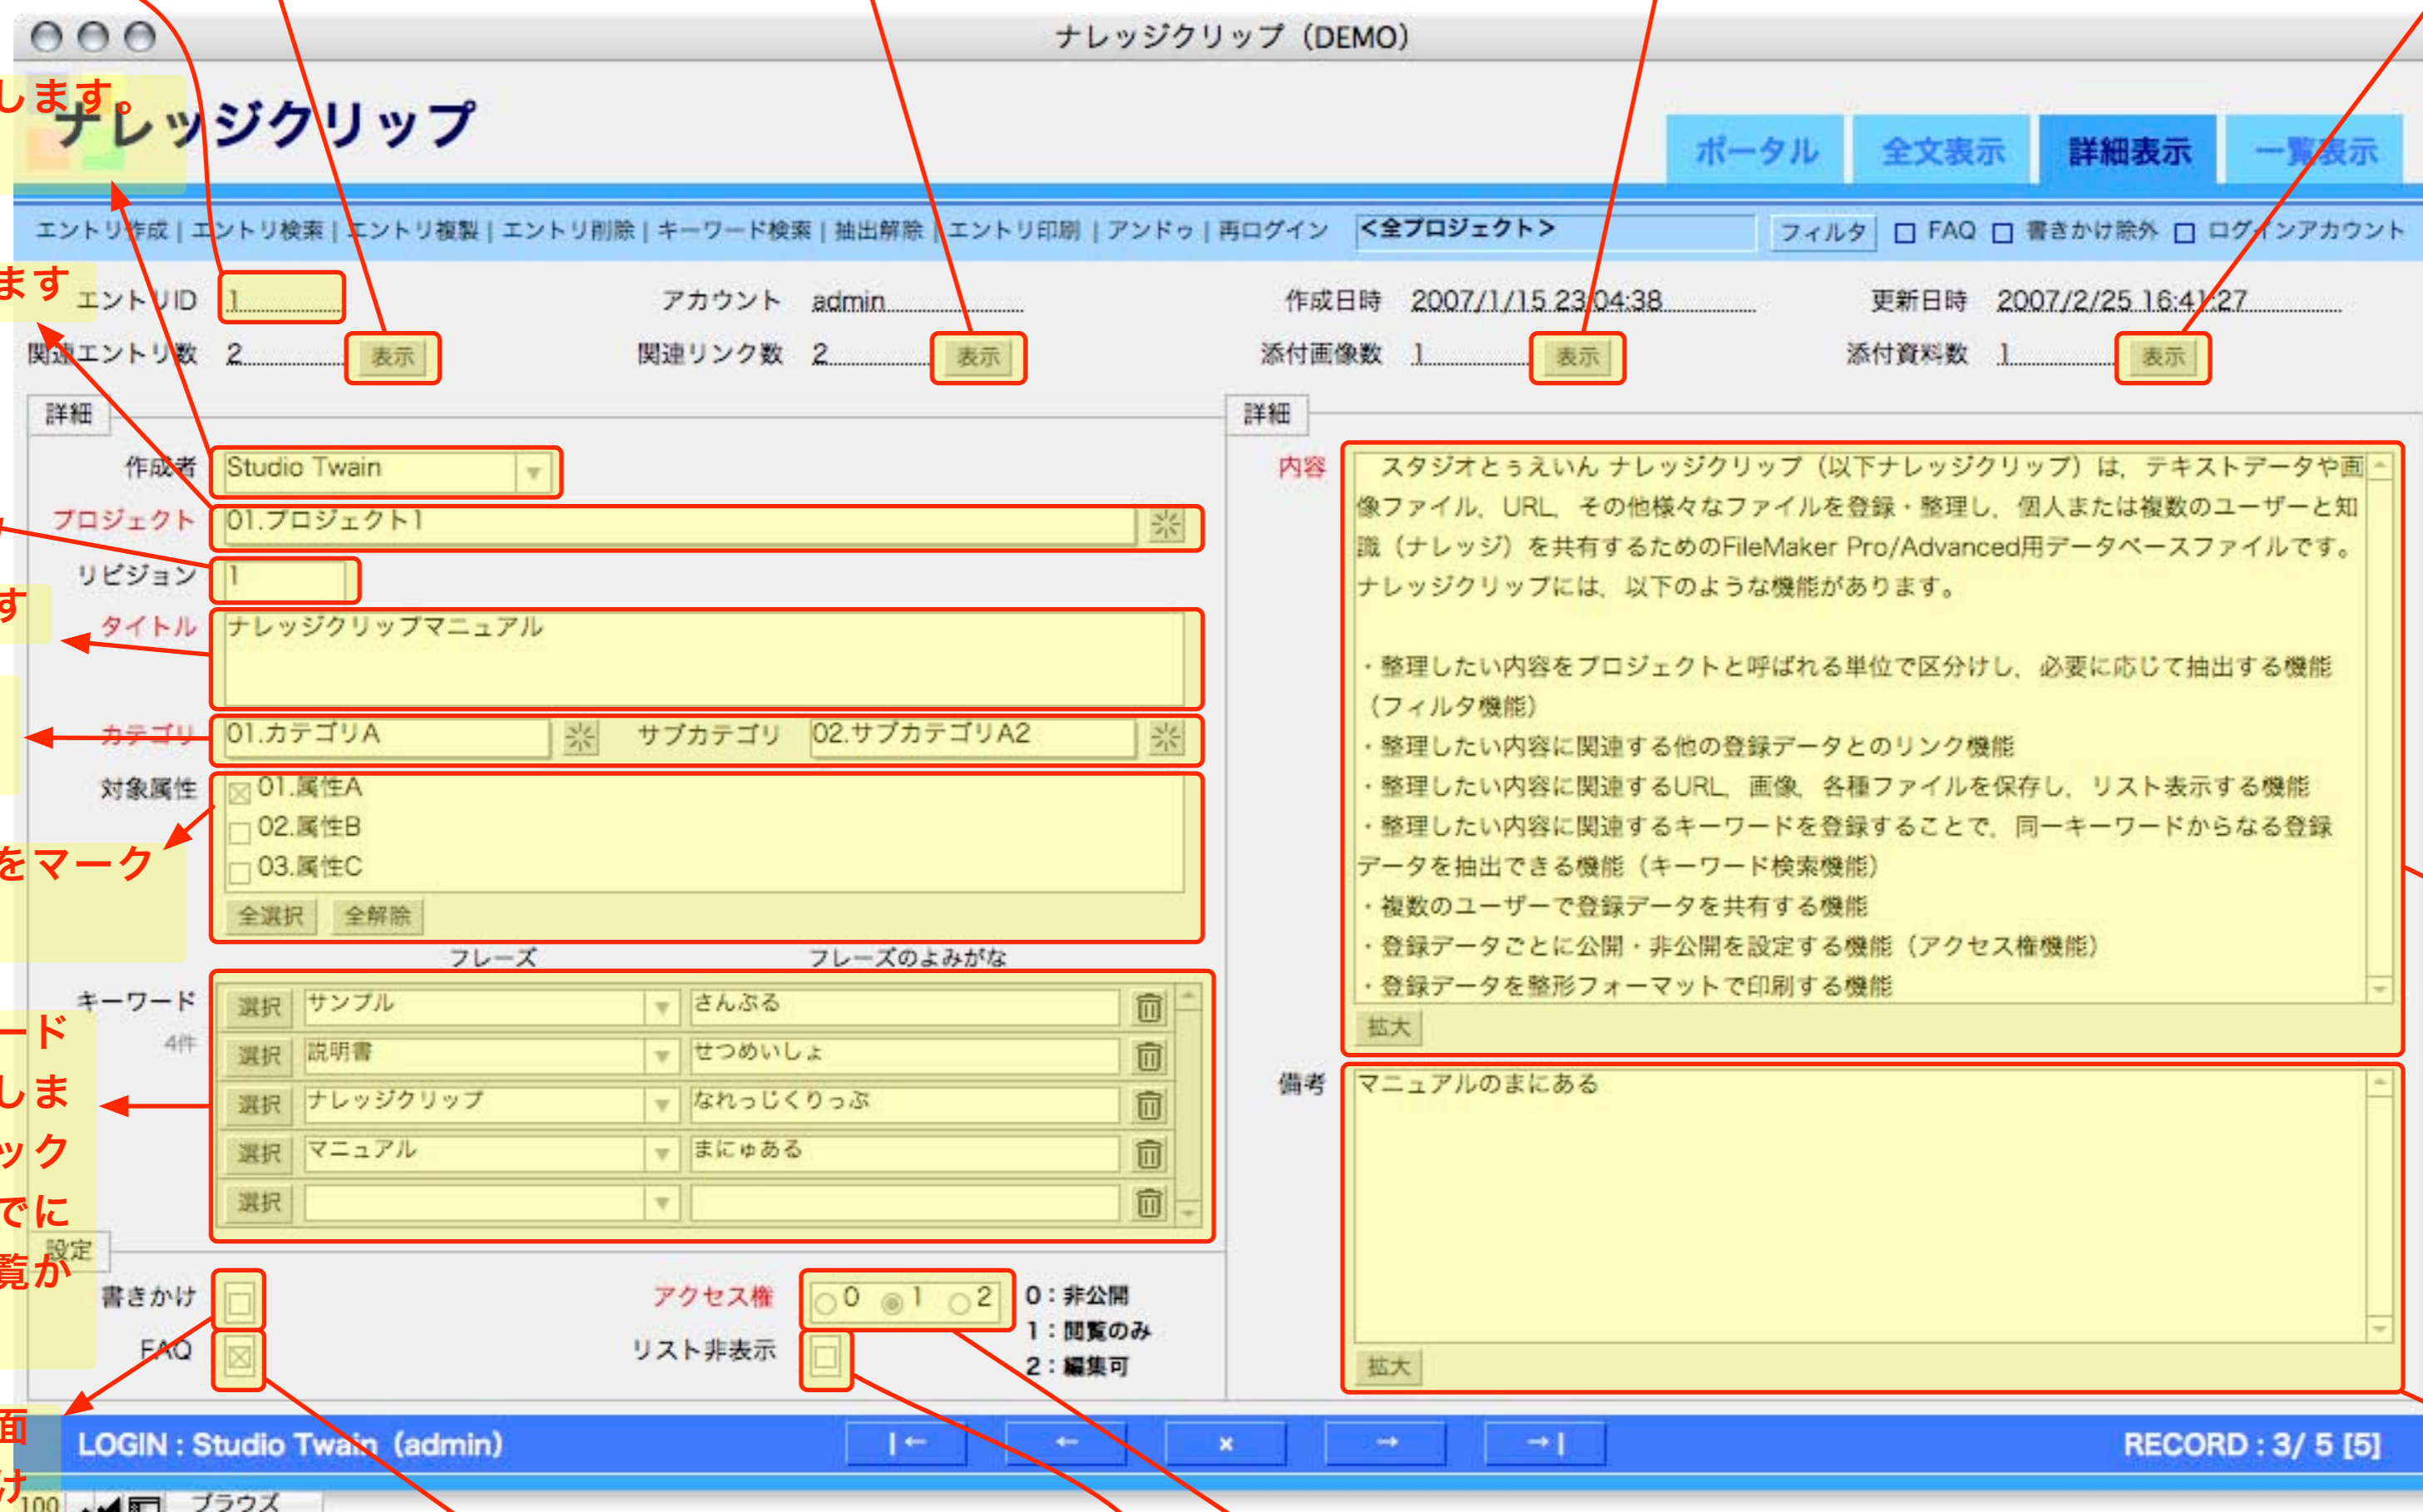 ナレッジクリップ（DEMO）
します。
ナレッジクリップ
ポータル 全文表示 詳細表示 一覧表示
エントリ作成 | エントリ検索 | エントリ複製 | エントリ削除 | キーワード検索 | 抽出解除 | エントリ印刷 | アンドゥ | 再ログイン <全プロジェクト> フィルタ FAQ 書きかけ除外 ログインアカウント
ます
エントリID 1 アカウント admin 作成日時 2007/1/15 23:04:38 更新日時 2007/2/25 16:41:27
関連エントリ数 2 表示 関連リンク数 2 表示 添付画像数 1 表示 添付資料数 1 表示
詳細
作成者 Studio Twain
プロジェクト 01.プロジェクト1
リビジョン 1
す
タイトル ナレッジクリップマニュアル
カテゴリ 01.カテゴリA サブカテゴリ 02.サブカテゴリA2
対象属性 01.属性A
02.属性B
をマーク
03.属性C
全選択 全解除
フレーズ フレーズのよみがな
キーワード 選択 サンプル さんぷる
4件 選択 説明書 せつめいしょ
選択 ナレッジクリップ なれっじくりっぷ
選択 マニュアル まにゅある
選択
ード
しま
ック
でに
覧か
設定
書きかけ アクセス権 0 1 2 0：非公開
1：閲覧のみ
FAQ リスト非表示 2：編集可
詳細
内容 スタジオとぅえいん ナレッジクリップ（以下ナレッジクリップ）は，テキストデータや画
像ファイル，URL，その他様々なファイルを登録・整理し，個人または複数のユーザーと知
識（ナレッジ）を共有するためのFileMaker Pro/Advanced用データベースファイルです。
ナレッジクリップには，以下のような機能があります。
・整理したい内容をプロジェクトと呼ばれる単位で区分けし，必要に応じて抽出する機能
（フィルタ機能）
・整理したい内容に関連する他の登録データとのリンク機能
・整理したい内容に関連するURL，画像，各種ファイルを保存し，リスト表示する機能
・整理したい内容に関連するキーワードを登録することで，同一キーワードからなる登録
データを抽出できる機能（キーワード検索機能）
・複数のユーザーで登録データを共有する機能
・登録データごとに公開・非公開を設定する機能（アクセス権機能）
・登録データを整形フォーマットで印刷する機能
拡大
備考 マニュアルのまにある
拡大
面
LOGIN : Studio Twain（admin） |← ← × → →| RECORD : 3/ 5 [5]
け
100 ブラウズ